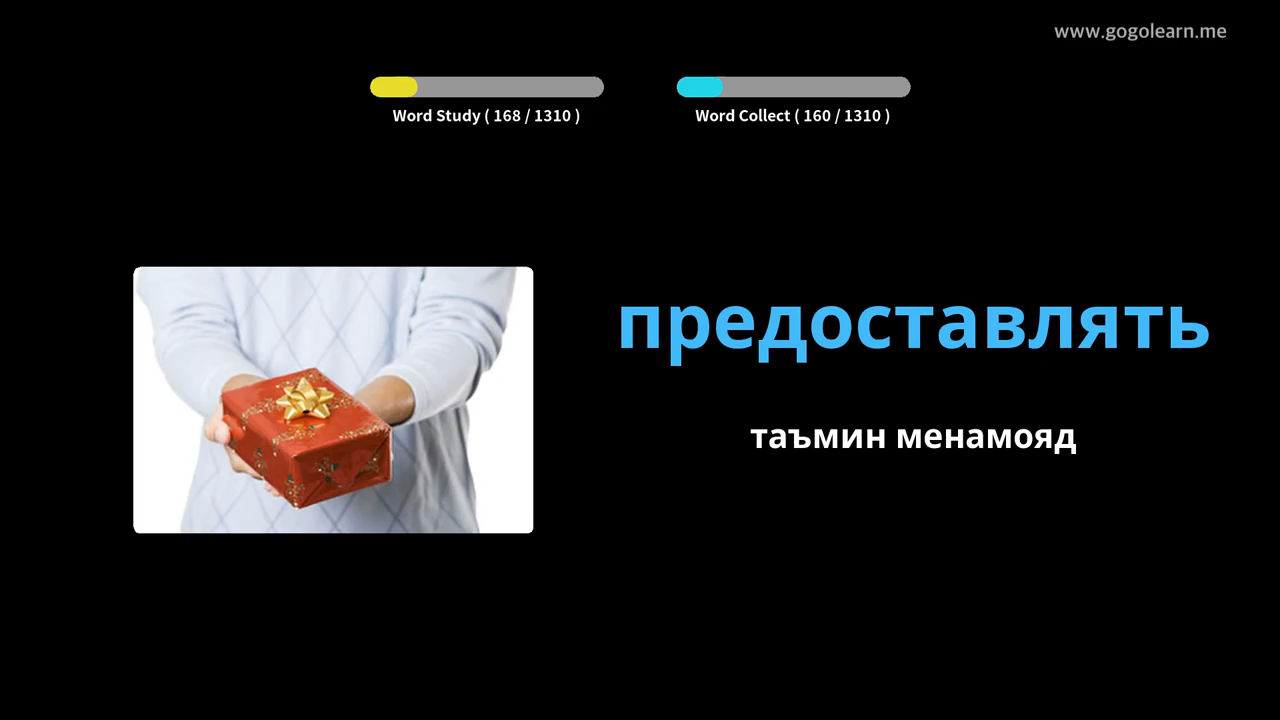 www.gogolearn.me
Word Study ( 168 / 1310 )
Word Collect ( 160 / 1310 )
предоставлять
таъмин менамояд